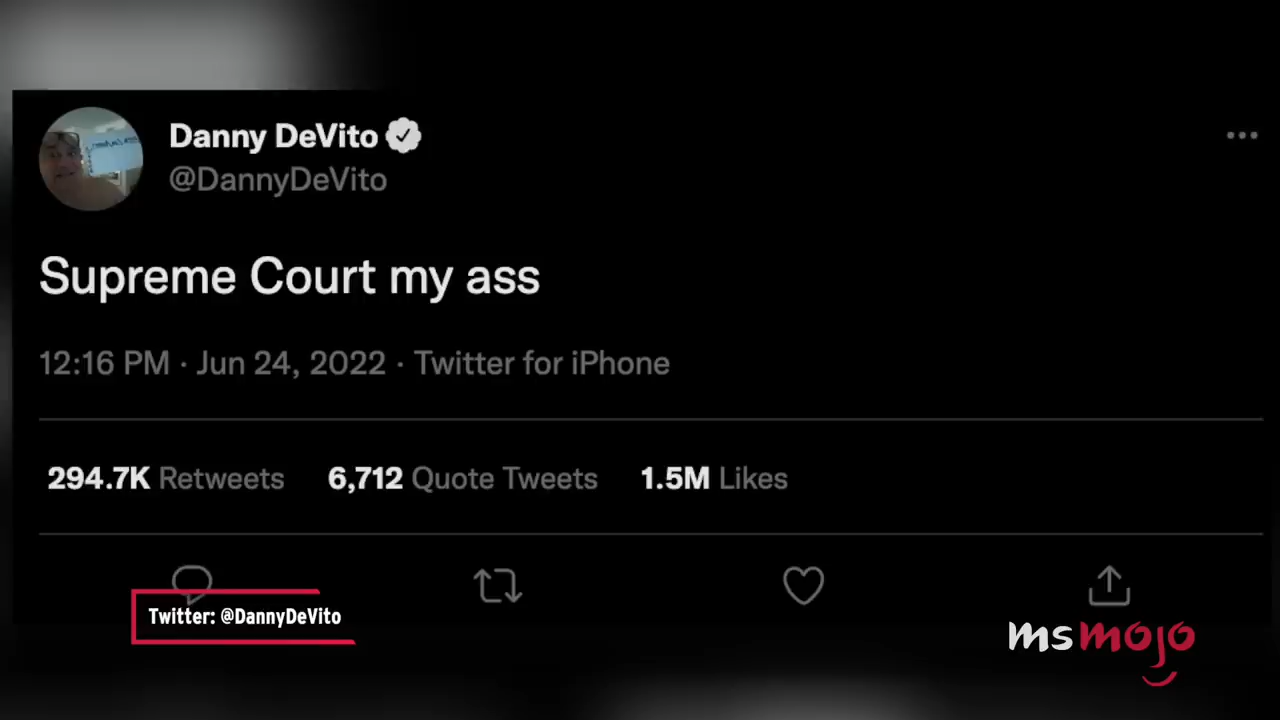 Danny DeVito
@DannyDeVito
Supreme Court my ass
12:16 PM · Jun 24, 2022 · Twitter for iPhone
294.7K Retweets 6,712 Quote Tweets 1.5M Likes
Twitter: @DannyDeVito
msmojo